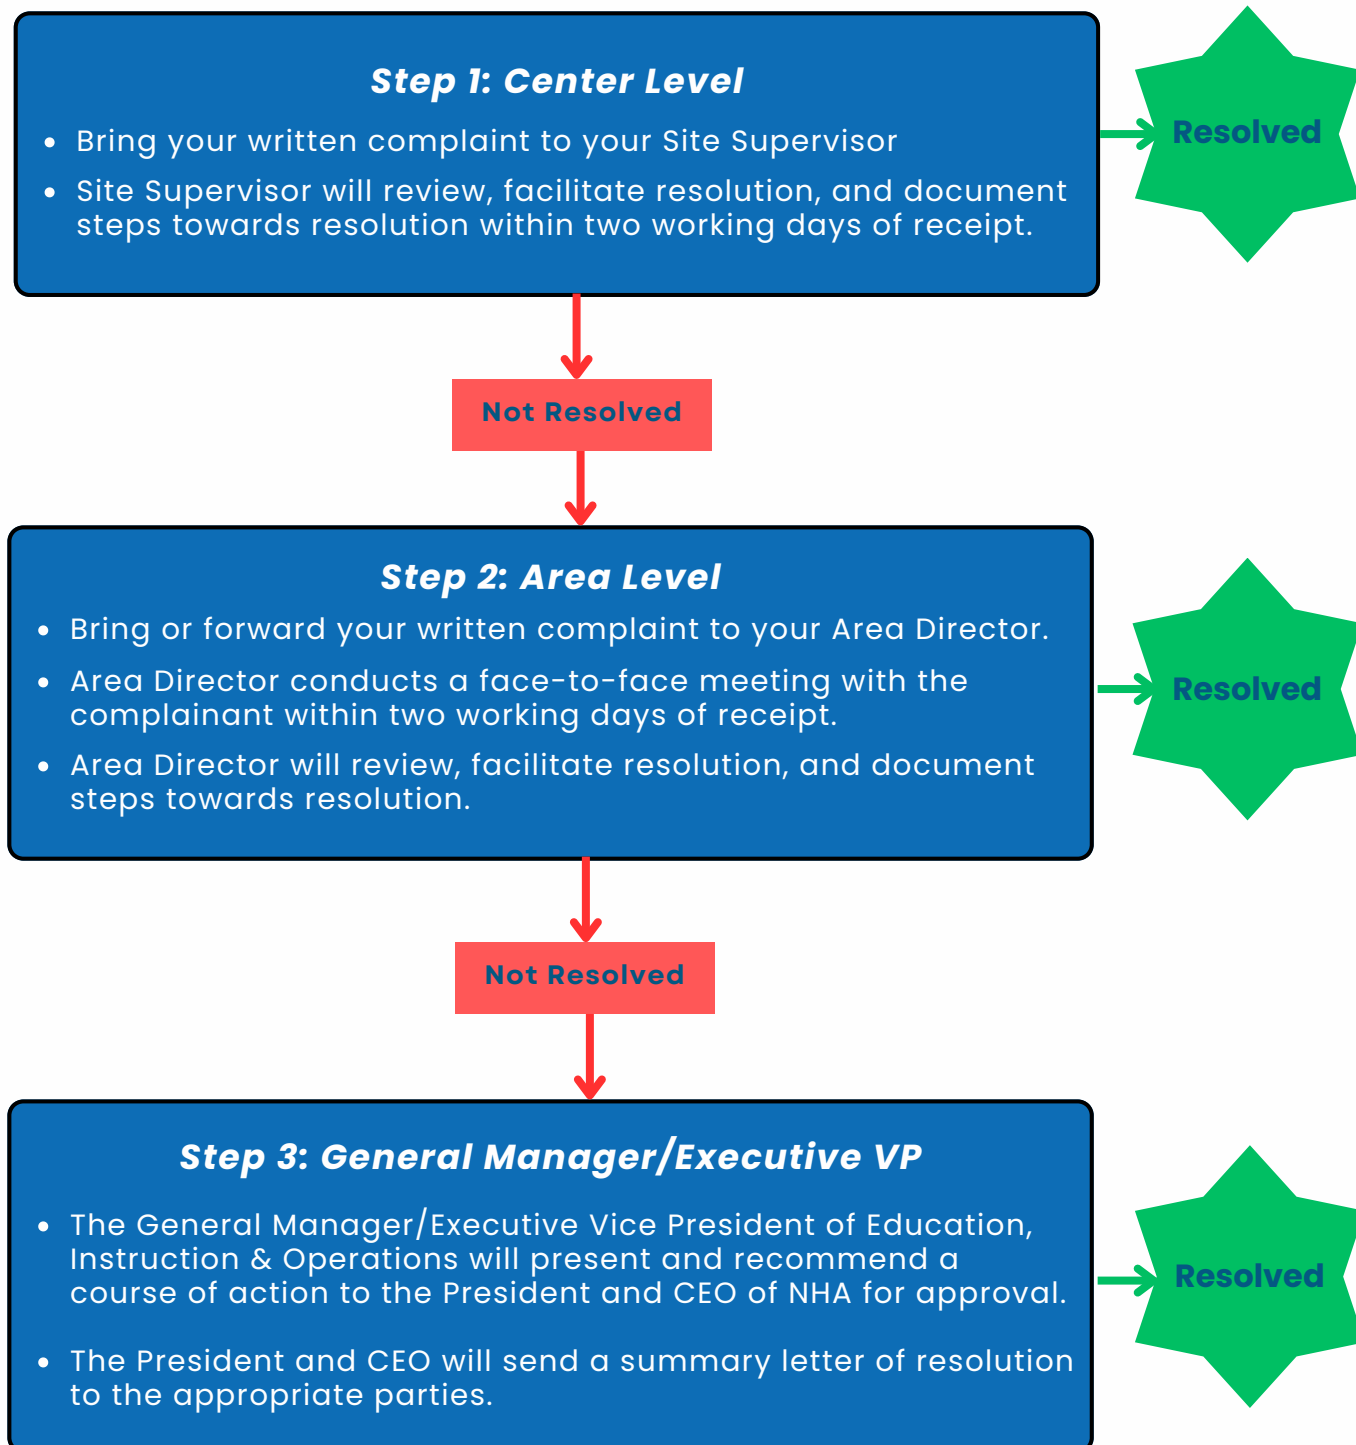 Step 1: Center Level
• Bring your written complaint to your Site Supervisor
• Site Supervisor will review, facilitate resolution, and document
steps towards resolution within two working days of receipt.
Resolved
Not Resolved
Step 2: Area Level
• Bring or forward your written complaint to your Area Director.
• Area Director conducts a face-to-face meeting with the
complainant within two working days of receipt.
• Area Director will review, facilitate resolution, and document
steps towards resolution.
Resolved
Not Resolved
Step 3: General Manager/Executive VP
• The General Manager/Executive Vice President of Education,
Instruction & Operations will present and recommend a
course of action to the President and CEO of NHA for approval.
• The President and CEO will send a summary letter of resolution
to the appropriate parties.
Resolved